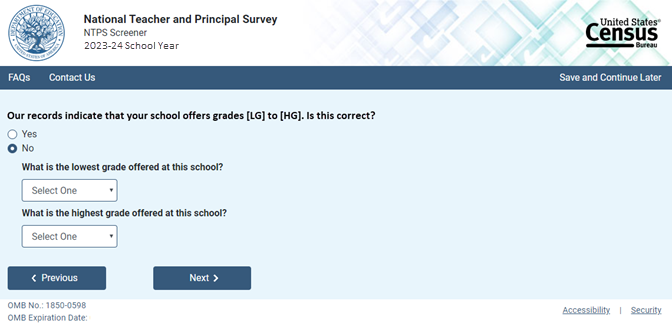 National Teacher and Principal Survey
NTPS Screener
2023-24 School Year
United States®
Census
Bureau
FAQs Contact Us Save and Continue Later
Our records indicate that your school offers grades [LG] to [HG]. Is this correct?
Yes
No
What is the lowest grade offered at this school?
Select One
What is the highest grade offered at this school?
Select One
Previous Next
OMB No.: 1850-0598
OMB Expiration Date:
Accessibility | Security